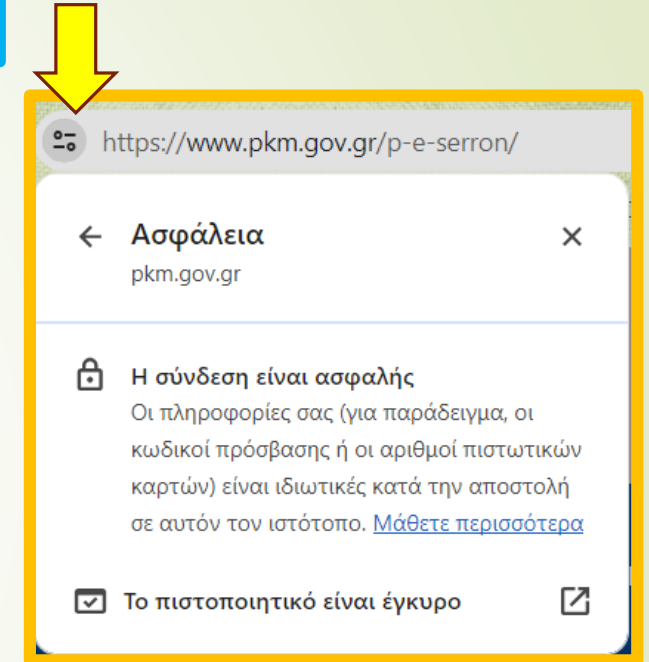 https://www.pkm.gov.gr/p-e-serron/
Ασφάλεια
pkm.gov.gr
Η σύνδεση είναι ασφαλής
Οι πληροφορίες σας (για παράδειγμα, οι
κωδικοί πρόσβασης ή οι αριθμοί πιστωτικών
καρτών) είναι ιδιωτικές κατά την αποστολή
σε αυτόν τον ιστότοπο. Μάθετε περισσότερα
Το πιστοποιητικό είναι έγκυρο